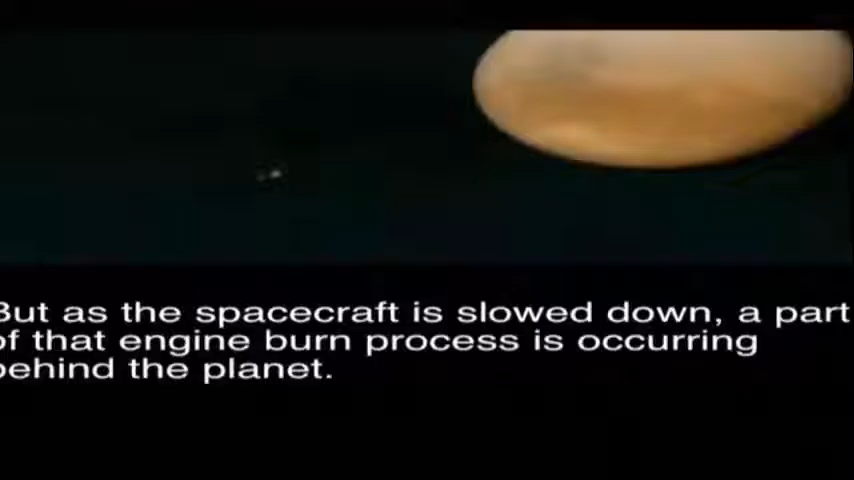 But as the spacecraft is slowed down, a part
of that engine burn process is occurring
behind the planet.